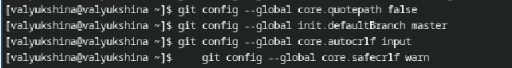 [valyukshina@valyukshina ~]$ git config --global core.quotepath false
[valyukshina@valyukshina ~]$ git config --global init.defaultBranch master
[valyukshina@valyukshina ~]$ git config --global core.autocrlf input
[valyukshina@valyukshina ~]$     git config --global core.safecrlf warn